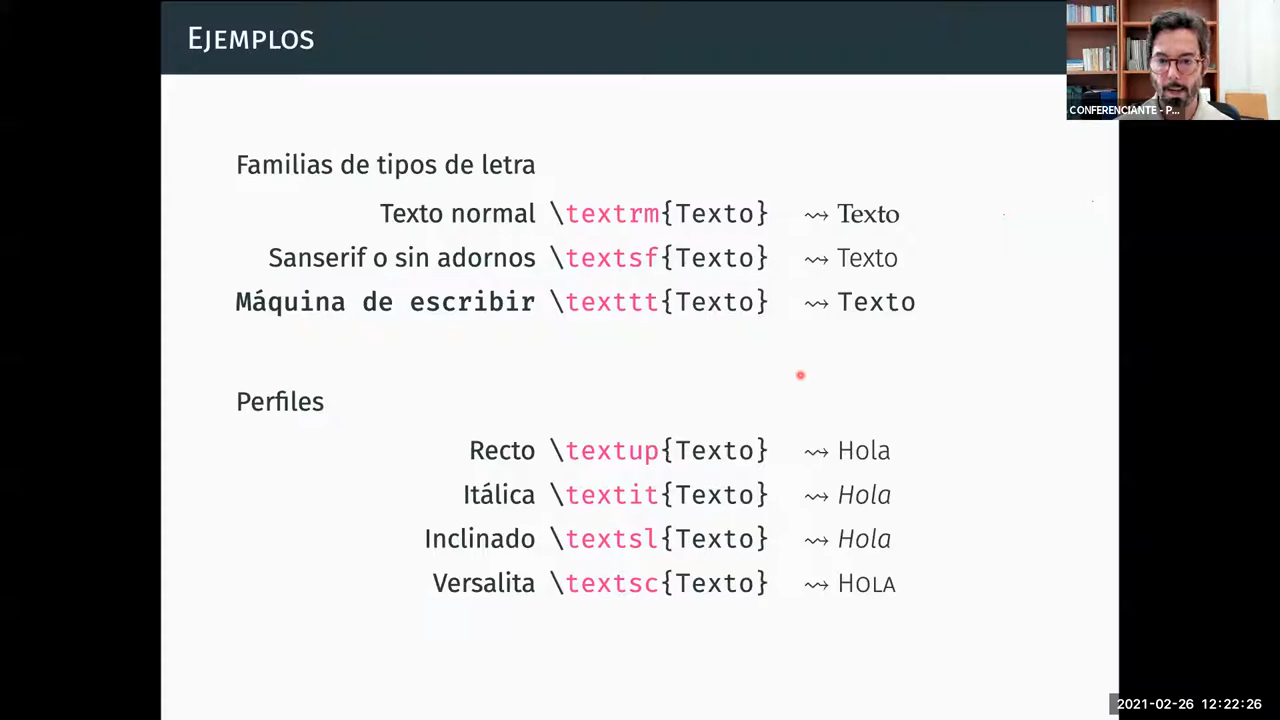 EJEMPLOS
CONFERENCIANTE - P...
Familias de tipos de letra
Texto normal \textrm{Texto} ⇝ Texto
Sanserif o sin adornos \textsf{Texto} ⇝ Texto
Máquina de escribir \texttt{Texto} ⇝ Texto
Perfiles
Recto \textup{Texto} ⇝ Hola
Itálica \textit{Texto} ⇝ Hola
Inclinado \textsl{Texto} ⇝ Hola
Versalita \textsc{Texto} ⇝ HOLA
2021-02-26 12:22:26